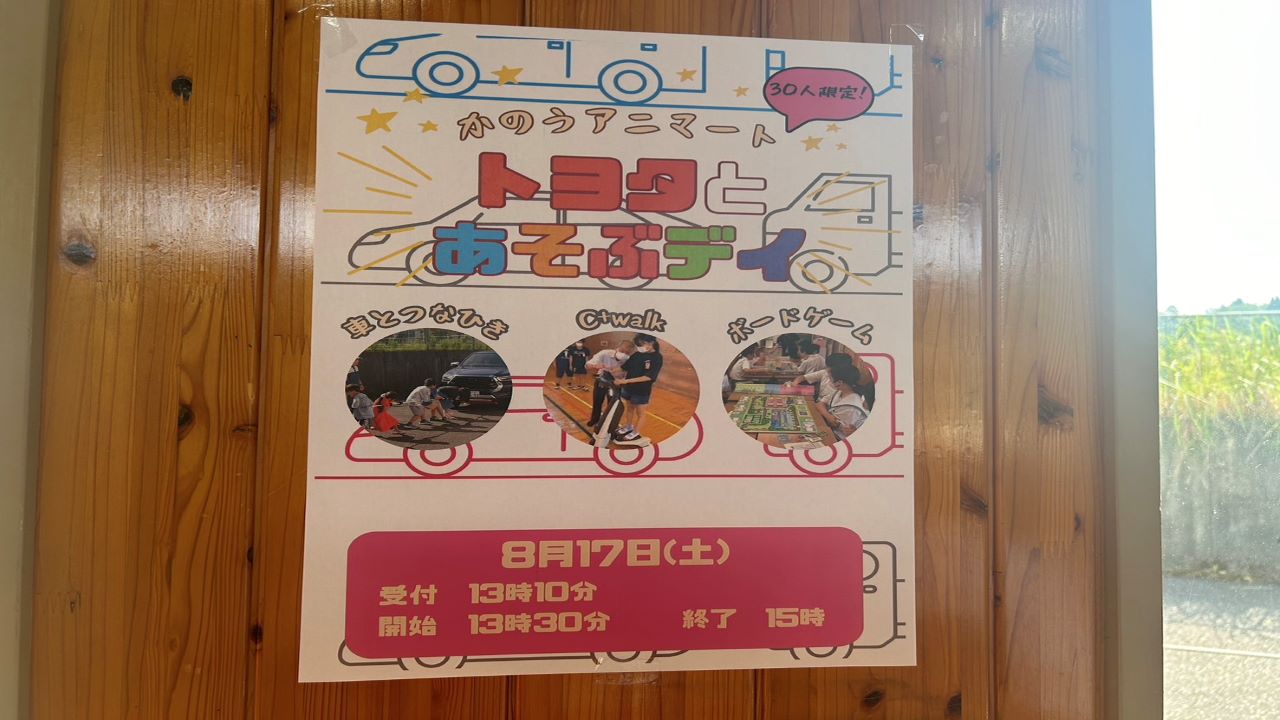 30人限定!
かのうアニマート
トヨタと
あそぶデイ
車とつなひき
C+walk
ボードゲーム
8月17日(土)
受付 13時10分
開始 13時30分 終了 15時